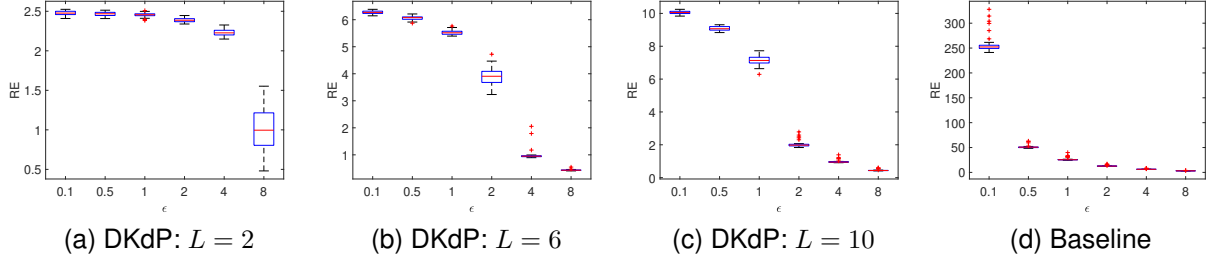 2.5
2
1.5
1
0.5
RE
0.1 0.5 1 2 4 8
ϵ
(a) DKdP: L = 2
6
5
4
3
2
1
RE
0.1 0.5 1 2 4 8
ϵ
(b) DKdP: L = 6
10
8
6
4
2
0
RE
0.1 0.5 1 2 4 8
ϵ
(c) DKdP: L = 10
300
250
200
150
100
50
0
RE
0.1 0.5 1 2 4 8
ϵ
(d) Baseline